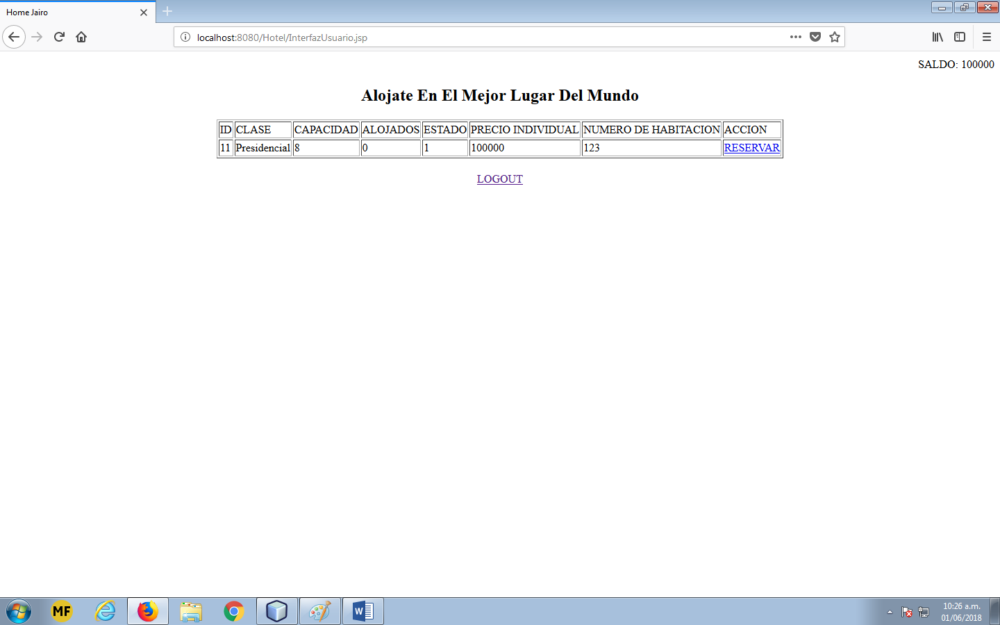 Home Jairo
localhost:8080/Hotel/InterfazUsuario.jsp
SALDO: 100000
Alojate En El Mejor Lugar Del Mundo
ID CLASE CAPACIDAD ALOJADOS ESTADO PRECIO INDIVIDUAL NUMERO DE HABITACION ACCION
11 Presidencial 8 0 1 100000 123 RESERVAR
LOGOUT
MF
W
10:26 a.m.
01/06/2018